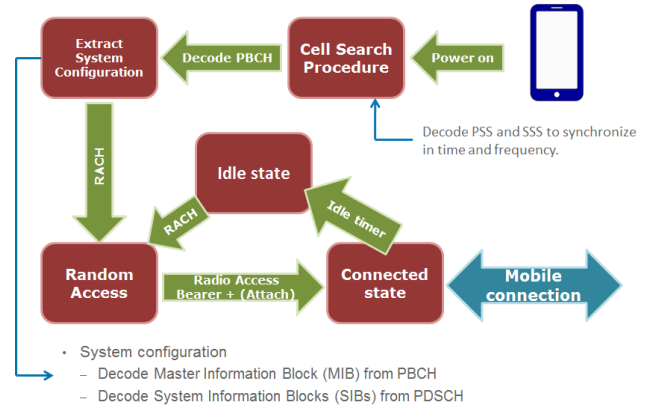 Extract
System
Configuration
Decode PBCH
Cell Search
Procedure
Power on
Decode PSS and SSS to synchronize
in time and frequency.
RACH
Idle state
RACH
Idle timer
Random
Access
Radio Access
Bearer + (Attach)
Connected
state
Mobile
connection
• System configuration
– Decode Master Information Block (MIB) from PBCH
– Decode System Information Blocks (SIBs) from PDSCH